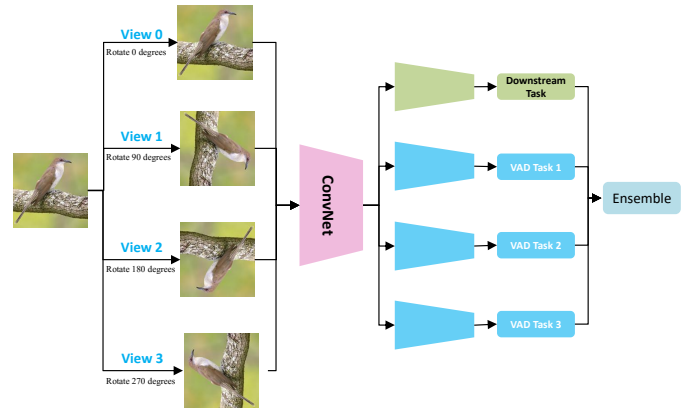 View 0
Rotate 0 degrees
View 1
Rotate 90 degrees
View 2
Rotate 180 degrees
View 3
Rotate 270 degrees
ConvNet
Downstream
Task
VAD Task 1
VAD Task 2
VAD Task 3
Ensemble